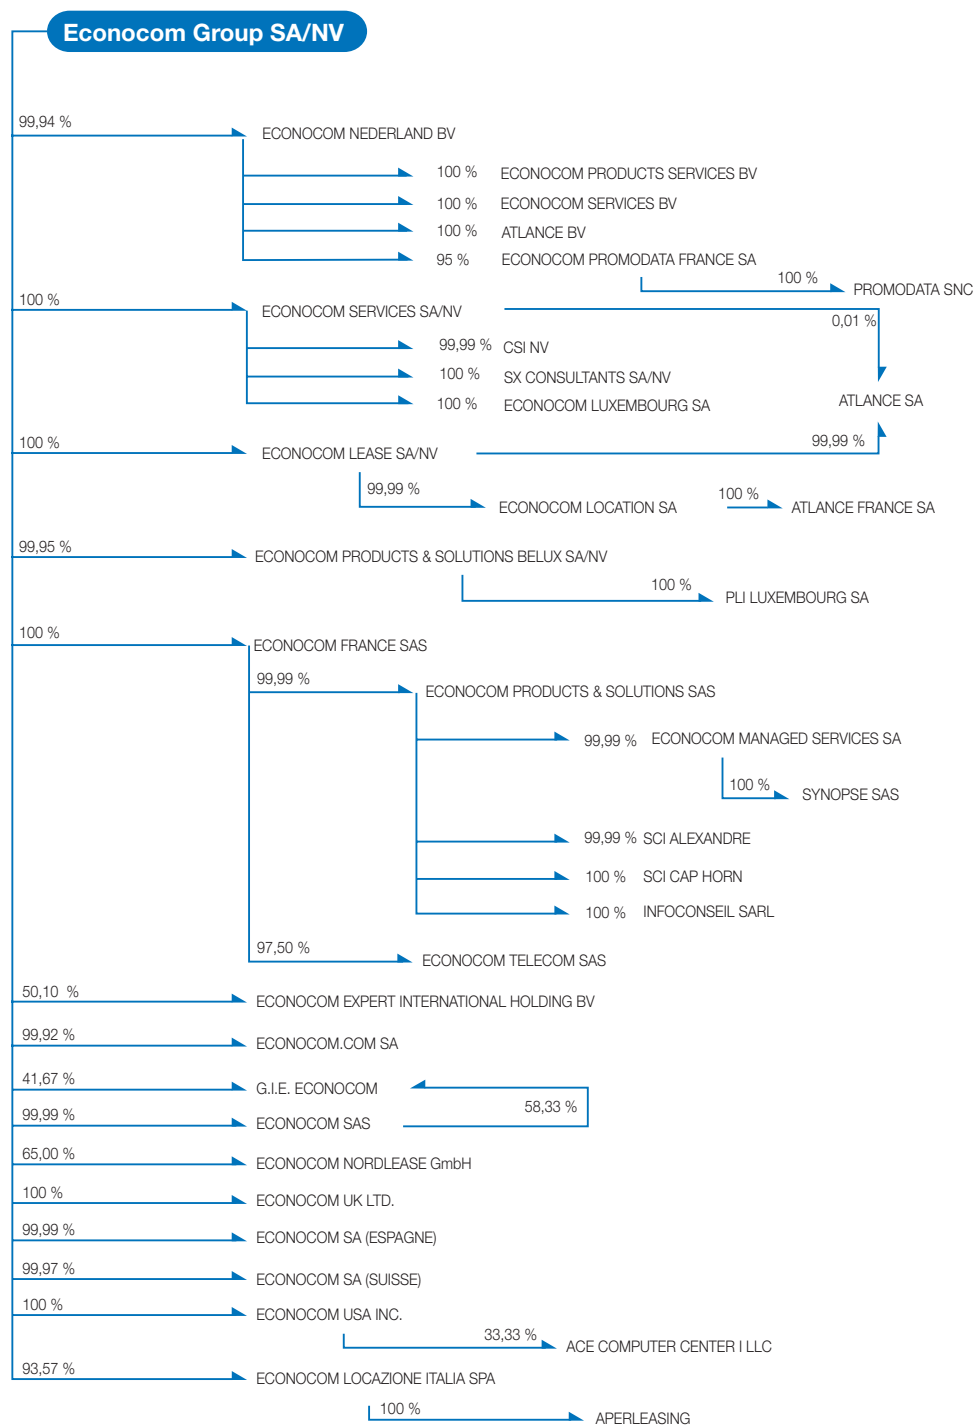 Econocom Group SA/NV
99,94 %
ECONOCOM NEDERLAND BV
100 % ECONOCOM PRODUCTS SERVICES BV
100 % ECONOCOM SERVICES BV
100 % ATLANCE BV
95 % ECONOCOM PROMODATA FRANCE SA
100 %
PROMODATA SNC
100 %
ECONOCOM SERVICES SA/NV
0,01 %
99,99 % CSI NV
100 % SX CONSULTANTS SA/NV
100 % ECONOCOM LUXEMBOURG SA
ATLANCE SA
100 %
99,99 %
ECONOCOM LEASE SA/NV
99,99 %
ECONOCOM LOCATION SA
100 %
ATLANCE FRANCE SA
99,95 %
ECONOCOM PRODUCTS & SOLUTIONS BELUX SA/NV
100 %
PLI LUXEMBOURG SA
100 %
ECONOCOM FRANCE SAS
99,99 %
ECONOCOM PRODUCTS & SOLUTIONS SAS
99,99 % ECONOCOM MANAGED SERVICES SA
100 %
SYNOPSE SAS
99,99 % SCI ALEXANDRE
100 % SCI CAP HORN
100 % INFOCONSEIL SARL
97,50 %
ECONOCOM TELECOM SAS
50,10 %
ECONOCOM EXPERT INTERNATIONAL HOLDING BV
99,92 %
ECONOCOM.COM SA
41,67 %
G.I.E. ECONOCOM
58,33 %
99,99 %
ECONOCOM SAS
65,00 %
ECONOCOM NORDLEASE GmbH
100 %
ECONOCOM UK LTD.
99,99 %
ECONOCOM SA (ESPAGNE)
99,97 %
ECONOCOM SA (SUISSE)
100 %
ECONOCOM USA INC.
33,33 %
ACE COMPUTER CENTER I LLC
93,57 %
ECONOCOM LOCAZIONE ITALIA SPA
100 %
APERLEASING